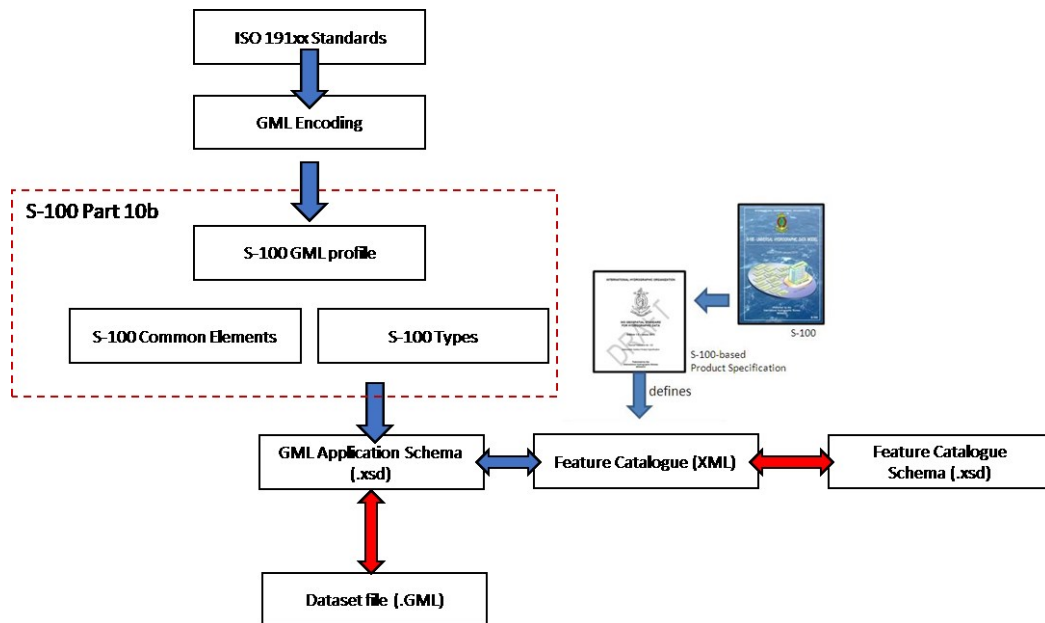 ISO 191xx Standards
GML Encoding
S-100 Part 10b
S-100 GML profile
S-100 Common Elements
S-100 Types
DRAFT
S-100
S-100-based
Product Specification
defines
GML Application Schema
(.xsd)
Feature Catalogue (XML)
Feature Catalogue
Schema (.xsd)
Dataset file (.GML)